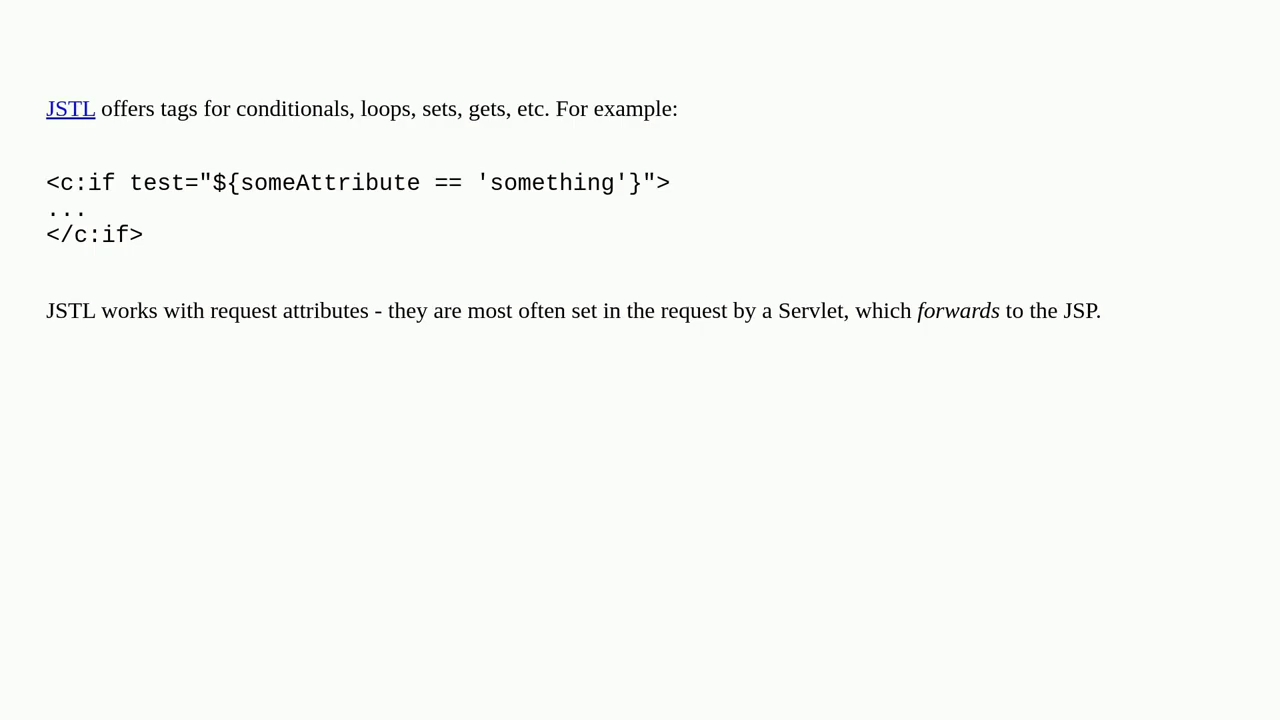 JSTL offers tags for conditionals, loops, sets, gets, etc. For example:
<c:if test="${someAttribute == 'something'}">
...
</c:if>
JSTL works with request attributes - they are most often set in the request by a Servlet, which forwards to the JSP.